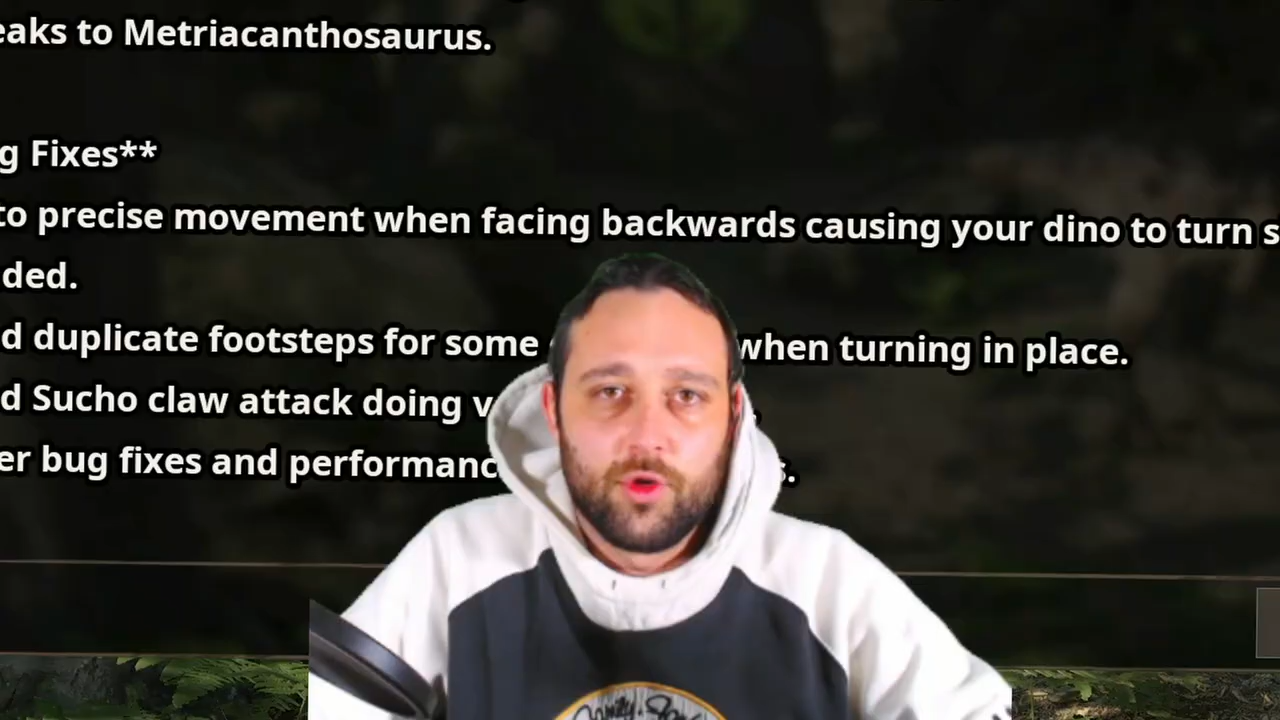 eaks to Metriacanthosaurus.
g Fixes**
to precise movement when facing backwards causing your dino to turn s
ded.
d duplicate footsteps for some when turning in place.
d Sucho claw attack doing v
er bug fixes and performanc s.